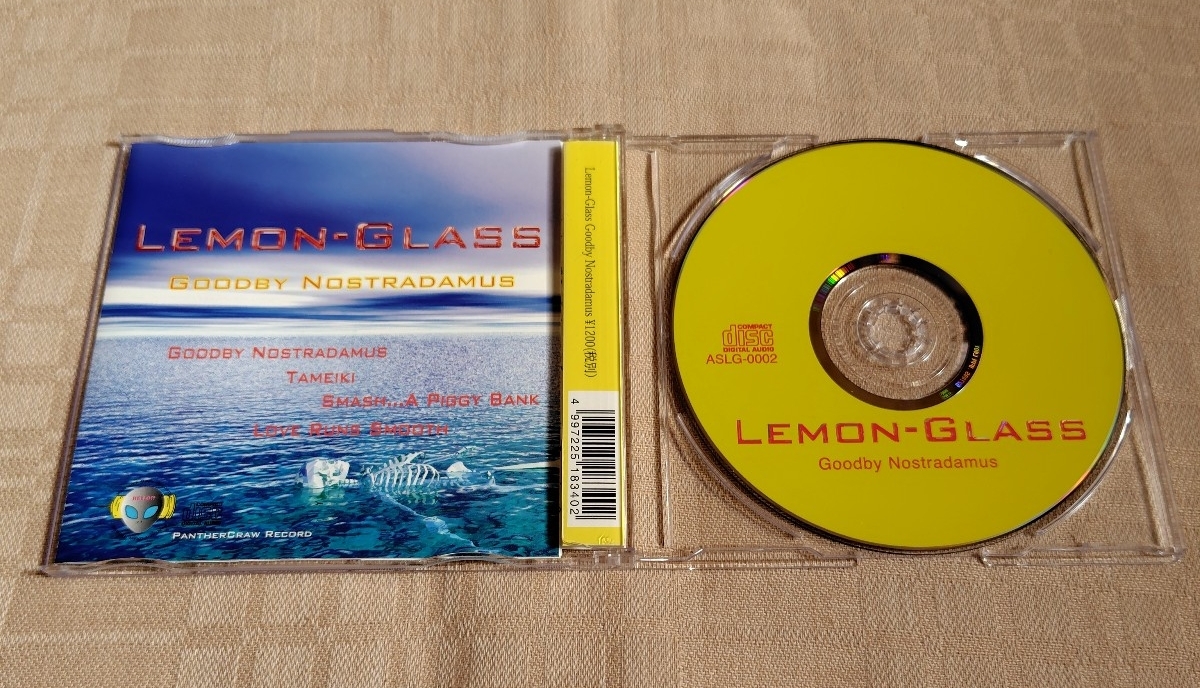 LEMON-GLASS
GOODBY NOSTRADAMUS
GOODBY NOSTRADAMUS
TAMEIKI
SMASH...A PIGGY BANK
LOVE RUNS SMOOTH
PANTHERCRAW RECORD
Lemon-Glass Goodby Nostradamus ¥1200(税別)
4 997225 183402
COMPACT
disc
DIGITAL AUDIO
ASLG-0002
LEMON-GLASS
Goodby Nostradamus